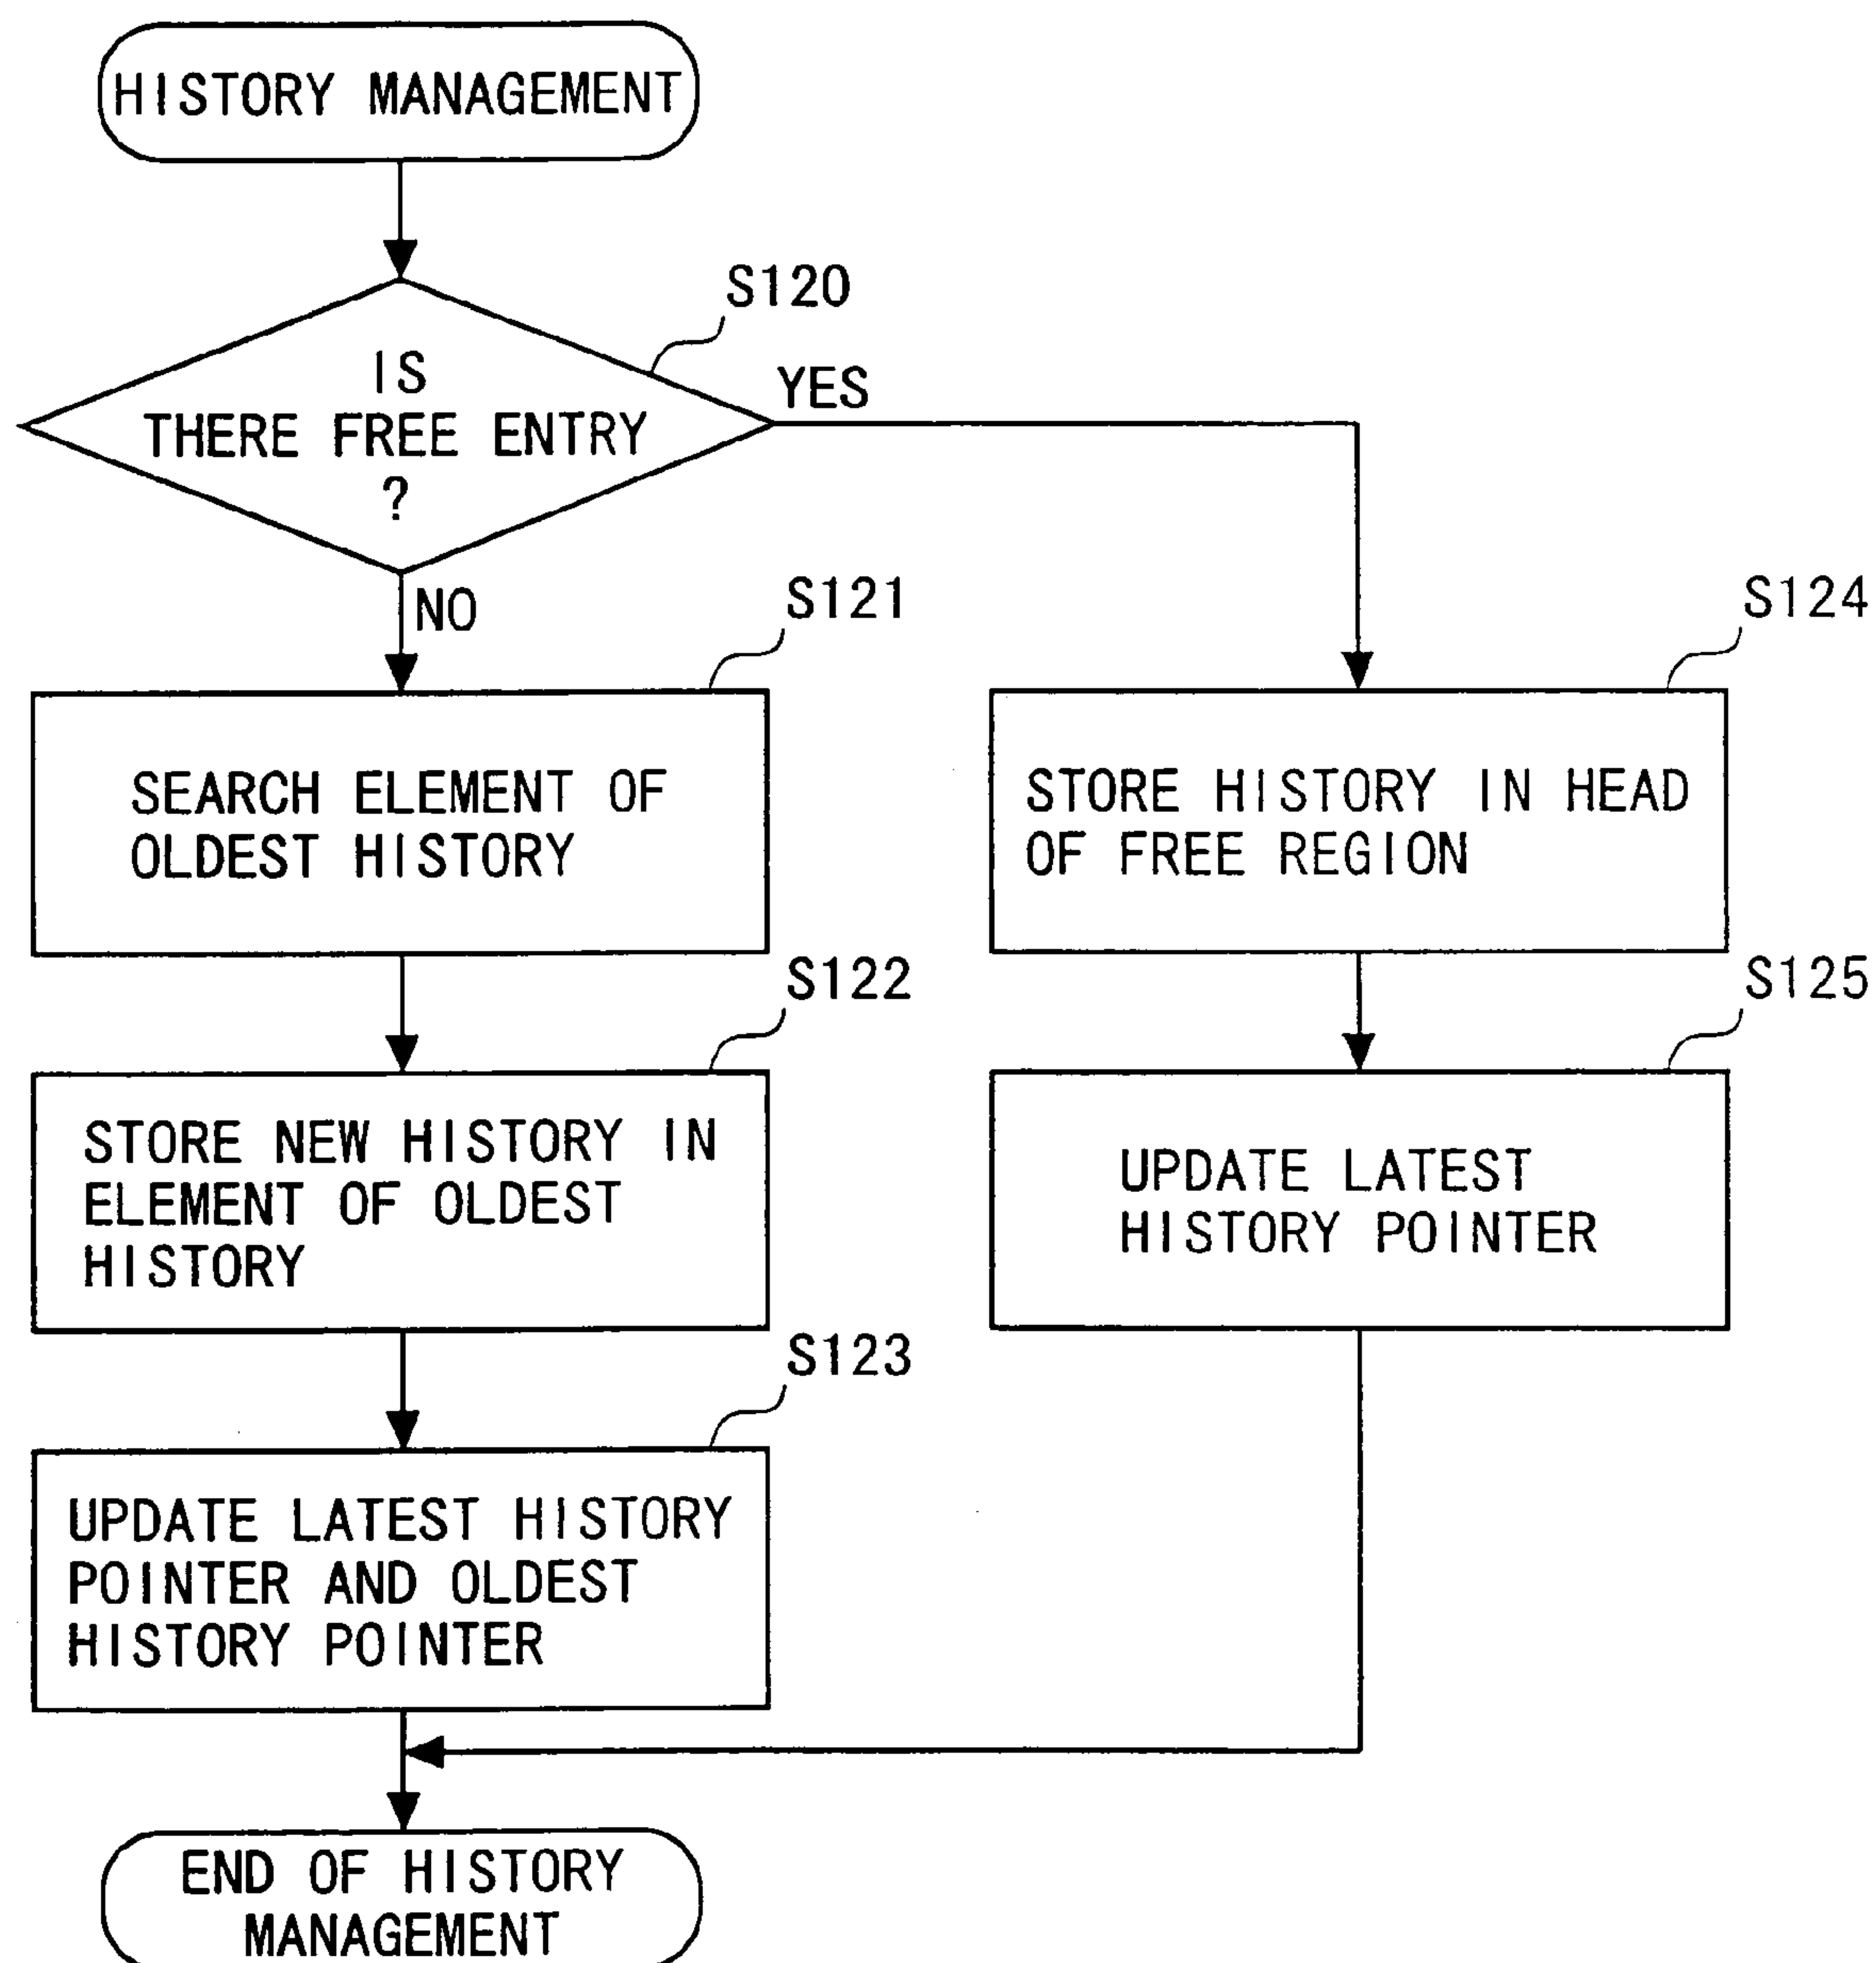 HISTORY MANAGEMENT
S120
IS
THERE FREE ENTRY
?
YES
NO
S121
SEARCH ELEMENT OF
OLDEST HISTORY
S124
STORE HISTORY IN HEAD
OF FREE REGION
S122
STORE NEW HISTORY IN
ELEMENT OF OLDEST
HISTORY
S125
UPDATE LATEST
HISTORY POINTER
S123
UPDATE LATEST HISTORY
POINTER AND OLDEST
HISTORY POINTER
END OF HISTORY
MANAGEMENT